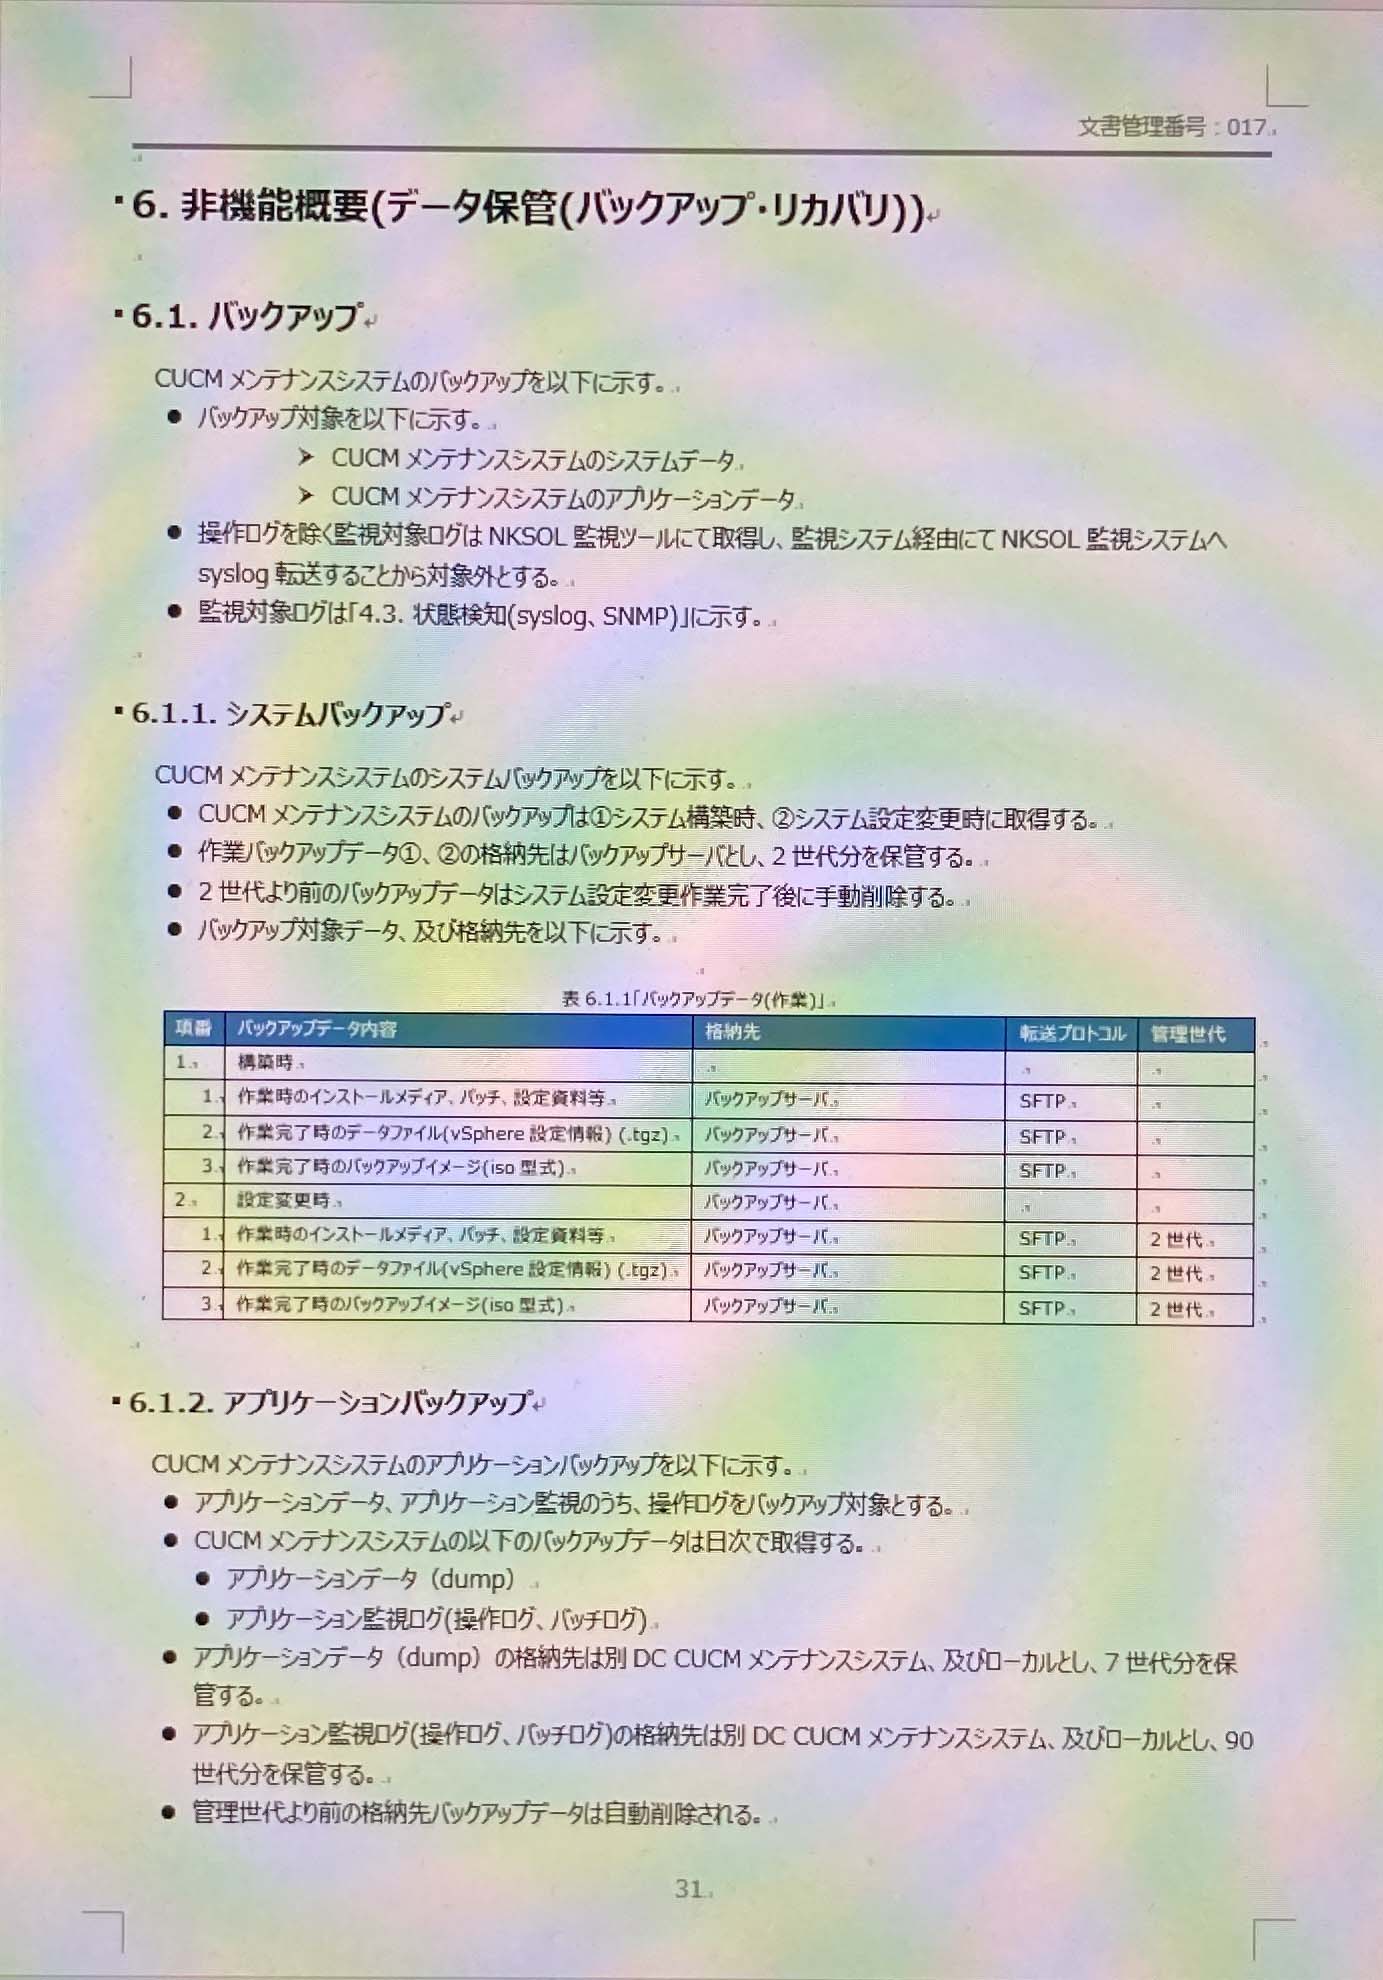 文書管理番号：017
6. 非機能概要(データ保管(バックアップ・リカバリ))
6.1. バックアップ
CUCM メンテナンスシステムのバックアップを以下に示す。
● バックアップ対象を以下に示す。
➢ CUCM メンテナンスシステムのシステムデータ
➢ CUCM メンテナンスシステムのアプリケーションデータ
● 操作ログを除く監視対象ログは NKSOL 監視ツールにて取得し、監視システム経由にて NKSOL 監視システムへ
syslog 転送することから対象外とする。
● 監視対象ログは「4.3. 状態検知(syslog、SNMP)」に示す。
6.1.1. システムバックアップ
CUCM メンテナンスシステムのシステムバックアップを以下に示す。
● CUCM メンテナンスシステムのバックアップは①システム構築時、②システム設定変更時に取得する。
● 作業バックアップデータ①、②の格納先はバックアップサーバとし、2 世代分を保管する。
● 2 世代より前のバックアップデータはシステム設定変更作業完了後に手動削除する。
● バックアップ対象データ、及び格納先を以下に示す。
表 6.1.1「バックアップデータ(作業)」
項番 バックアップデータ内容 格納先 転送プロトコル 管理世代
1. 構築時
1. 作業時のインストールメディア、パッチ、設定資料等 バックアップサーバ SFTP
2. 作業完了時のデータファイル(vSphere 設定情報) (.tgz) バックアップサーバ SFTP
3. 作業完了時のバックアップイメージ(iso 型式) バックアップサーバ SFTP
2. 設定変更時 バックアップサーバ
1. 作業時のインストールメディア、パッチ、設定資料等 バックアップサーバ SFTP 2 世代
2. 作業完了時のデータファイル(vSphere 設定情報) (.tgz) バックアップサーバ SFTP 2 世代
3. 作業完了時のバックアップイメージ(iso 型式) バックアップサーバ SFTP 2 世代
6.1.2. アプリケーションバックアップ
CUCM メンテナンスシステムのアプリケーションバックアップを以下に示す。
● アプリケーションデータ、アプリケーション監視のうち、操作ログをバックアップ対象とする。
● CUCM メンテナンスシステムの以下のバックアップデータは日次で取得する。
● アプリケーションデータ（dump）
● アプリケーション監視ログ(操作ログ、バッチログ)
● アプリケーションデータ（dump）の格納先は別 DC CUCM メンテナンスシステム、及びローカルとし、7 世代分を保
管する。
● アプリケーション監視ログ(操作ログ、バッチログ)の格納先は別 DC CUCM メンテナンスシステム、及びローカルとし、90
世代分を保管する。
● 管理世代より前の格納先バックアップデータは自動削除される。
31